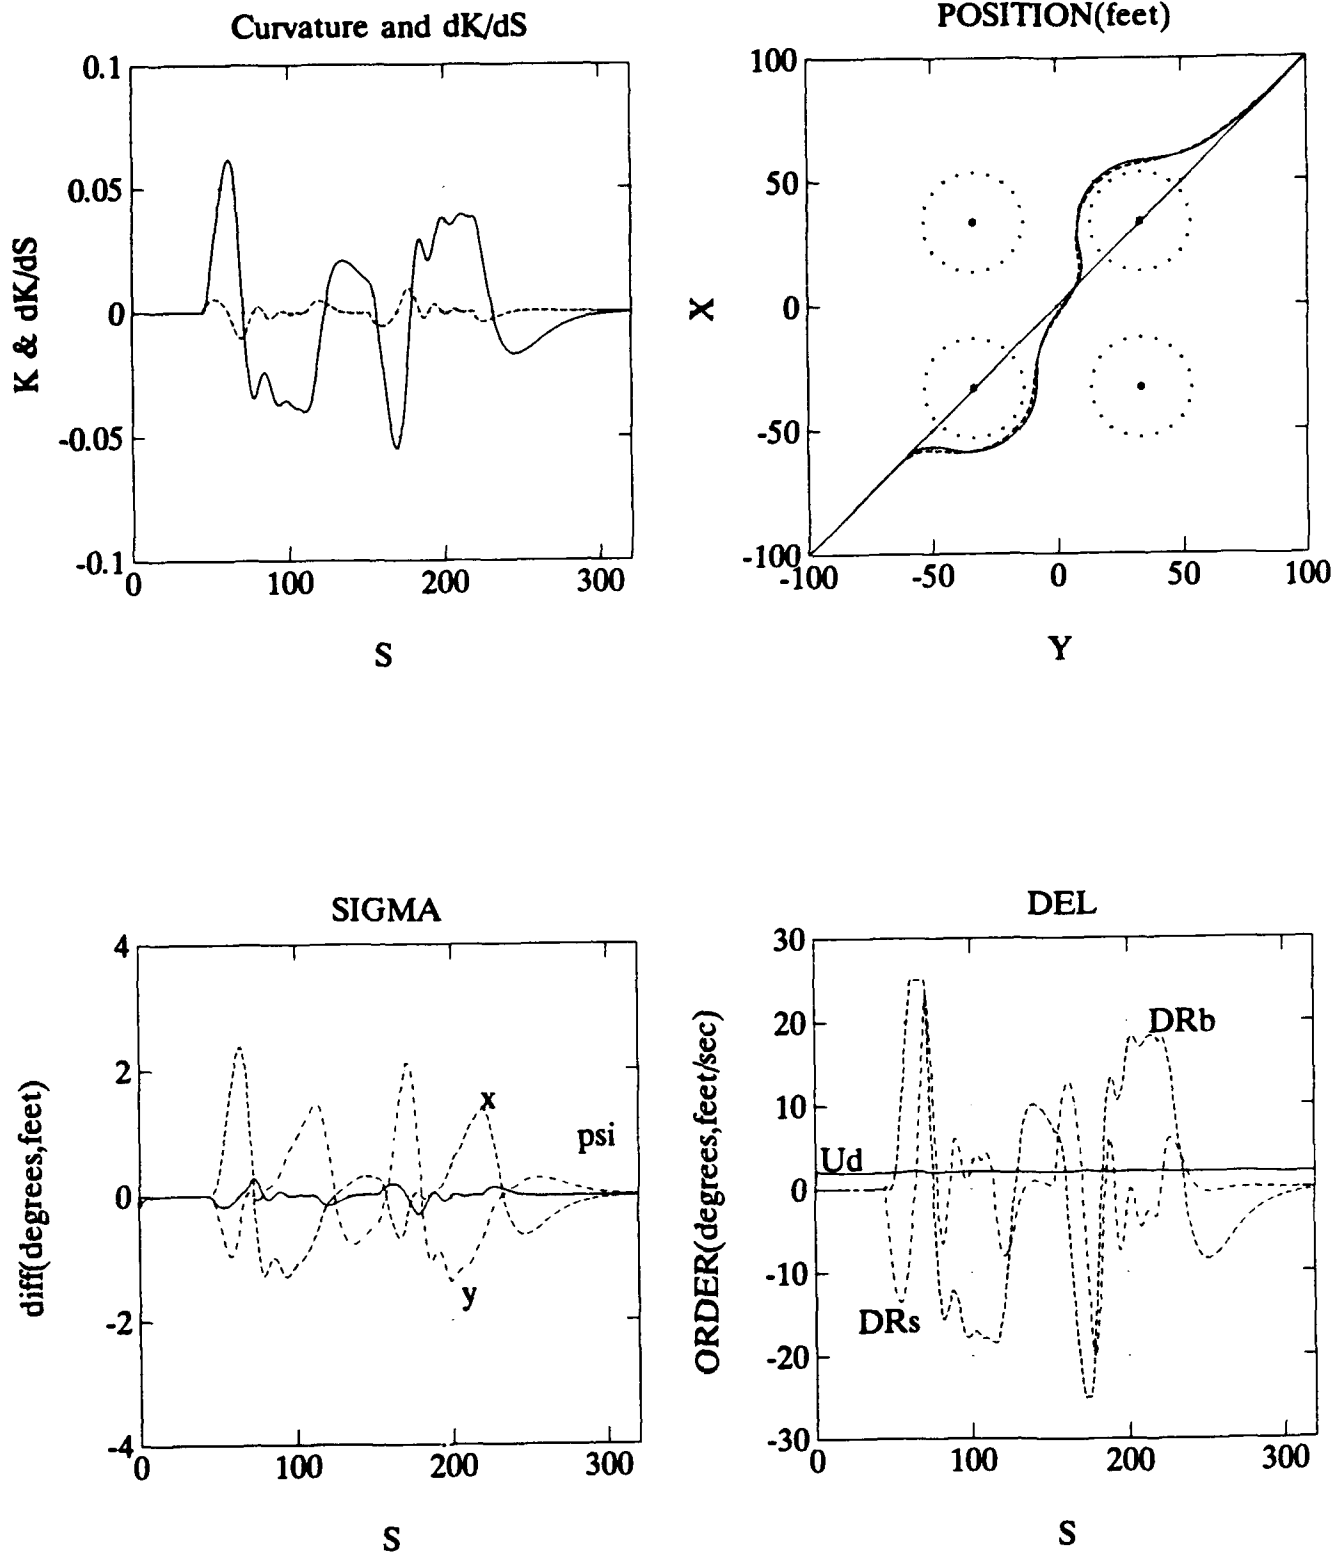 Curvature and dK/dS
0.1
0.05
0
-0.05
-0.1
0
100
200
300
K & dK/dS
S
POSITION(feet)
100
50
0
-50
-100
-100
-50
0
50
100
X
Y
SIGMA
4
2
0
-2
-4
0
100
200
300
diff(degrees,feet)
x
psi
y
S
DEL
30
20
10
0
-10
-20
-30
0
100
200
300
ORDER(degrees,feet/sec)
DRb
Ud
DRs
S